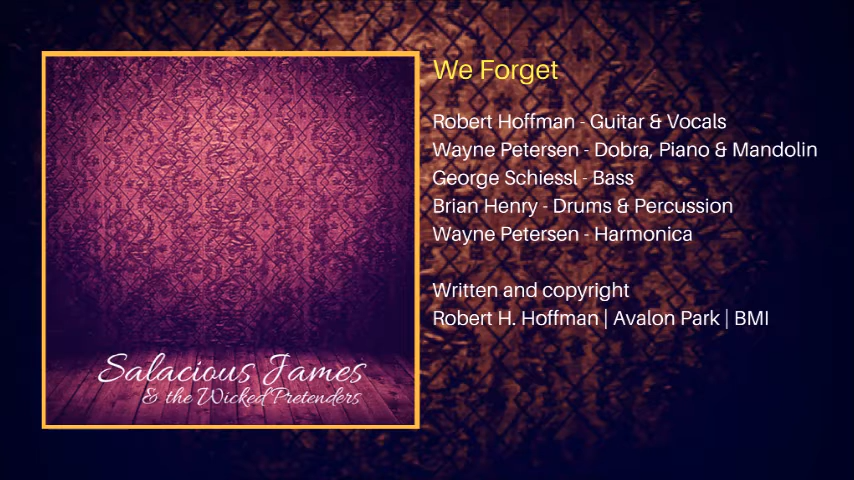 We Forget
Robert Hoffman - Guitar & Vocals
Wayne Petersen - Dobra, Piano & Mandolin
George Schiessl - Bass
Brian Henry - Drums & Percussion
Wayne Petersen - Harmonica
Written and copyright
Robert H. Hoffman | Avalon Park | BMI
Salacious James
& the Wicked Pretenders